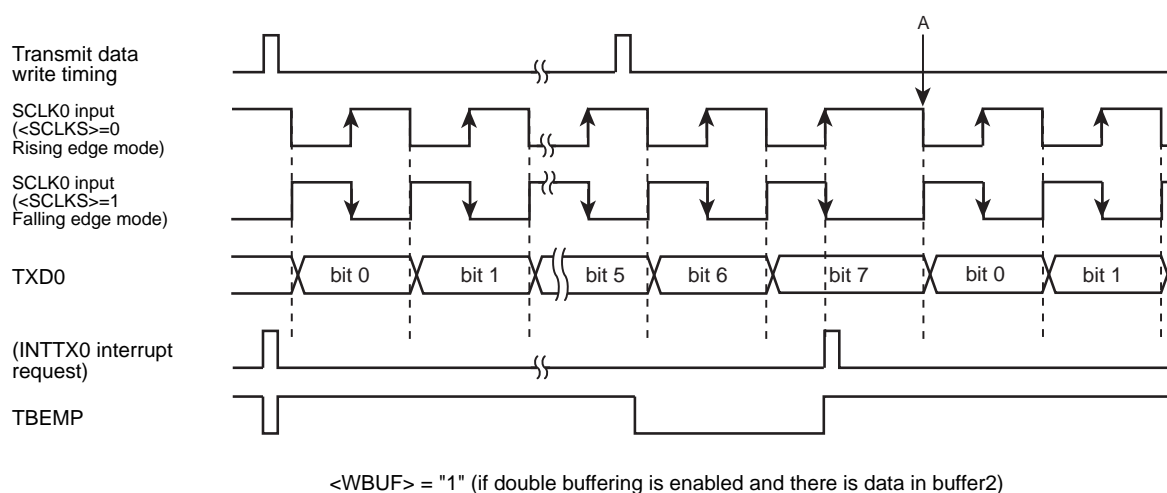 A
Transmit data
write timing
SCLK0 input
(<SCLKS>=0
Rising edge mode)
SCLK0 input
(<SCLKS>=1
Falling edge mode)
TXD0
bit 0
bit 1
bit 5
bit 6
bit 7
bit 0
bit 1
(INTTX0 interrupt
request)
TBEMP
<WBUF> = "1" (if double buffering is enabled and there is data in buffer2)